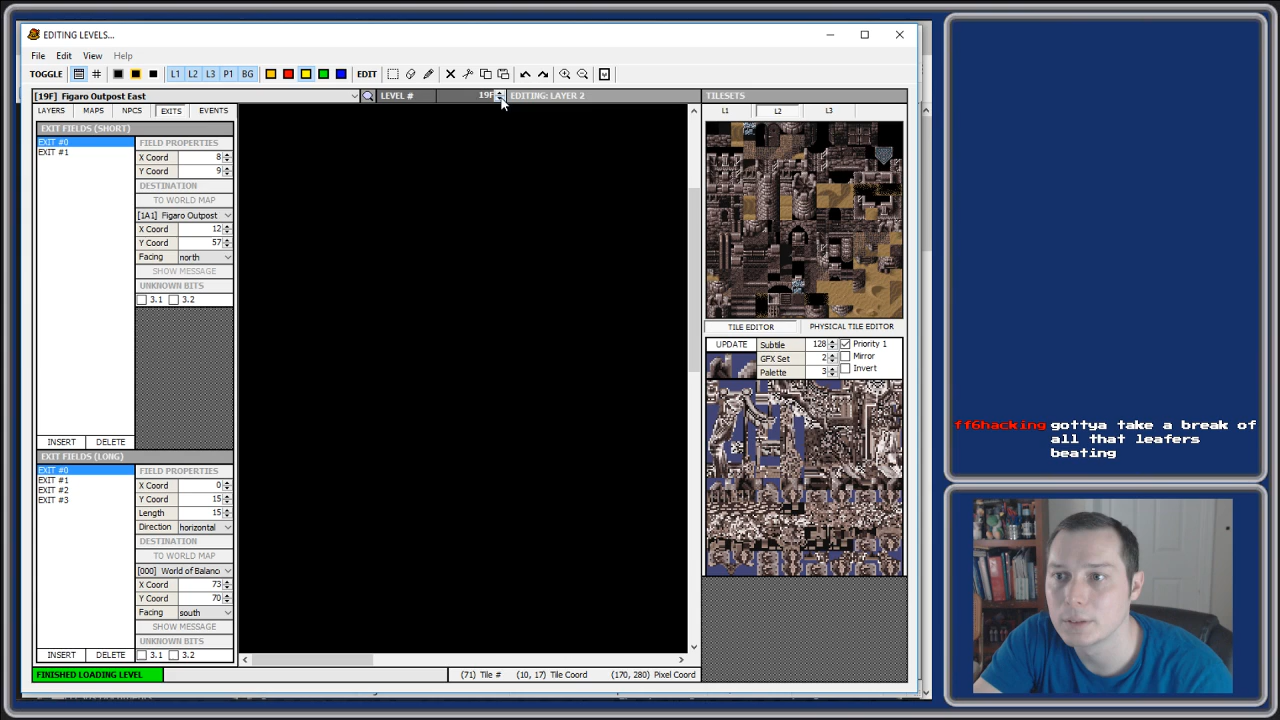 EDITING LEVELS...
File Edit View Help
TOGGLE L1 L2 L3 P1 BG EDIT
[19F] Figaro Outpost East LEVEL # 19F EDITING: LAYER 2 TILESETS
LAYERS MAPS NPCS EXITS EVENTS L1 L2 L3
EXIT FIELDS (SHORT)
EXIT #0 FIELD PROPERTIES
EXIT #1 X Coord 8
Y Coord 9
DESTINATION
TO WORLD MAP
[1A1] Figaro Outpost
X Coord 12
Y Coord 57
Facing north
SHOW MESSAGE
UNKNOWN BITS
3.1 3.2
TILE EDITOR PHYSICAL TILE EDITOR
UPDATE Subtile 128 Priority 1
GFX Set 2 Mirror
Palette 3 Invert
INSERT DELETE
EXIT FIELDS (LONG)
EXIT #0 FIELD PROPERTIES
EXIT #1 X Coord 0
EXIT #2 Y Coord 15
EXIT #3 Length 15
Direction horizontal
DESTINATION
TO WORLD MAP
[000] World of Balanc
X Coord 73
Y Coord 70
Facing south
SHOW MESSAGE
UNKNOWN BITS
INSERT DELETE 3.1 3.2
FINISHED LOADING LEVEL (71) Tile # (10, 17) Tile Coord (170, 280) Pixel Coord
ff6hacking gottya take a break of
all that leafers
beating